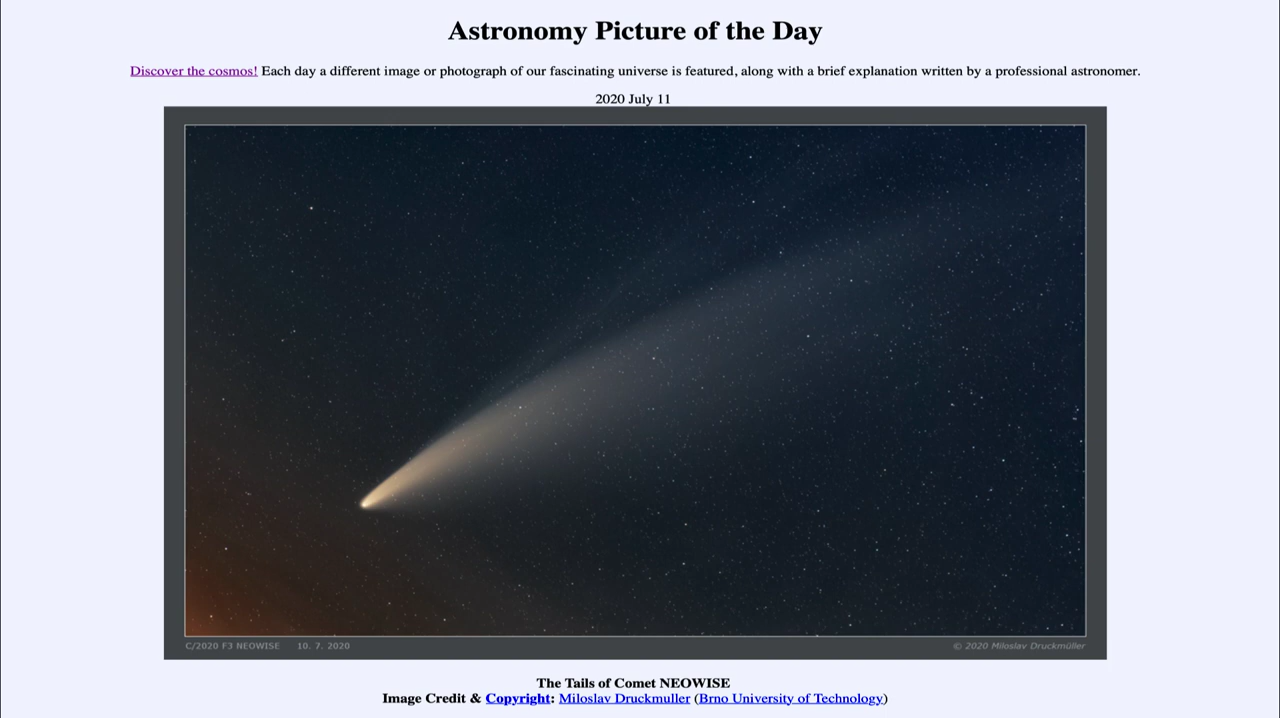 Astronomy Picture of the Day
Discover the cosmos! Each day a different image or photograph of our fascinating universe is featured, along with a brief explanation written by a professional astronomer.
2020 July 11
C/2020 F3 NEOWISE 10. 7. 2020
© 2020 Miloslav Druckmüller
The Tails of Comet NEOWISE
Image Credit & Copyright: Miloslav Druckmuller (Brno University of Technology)